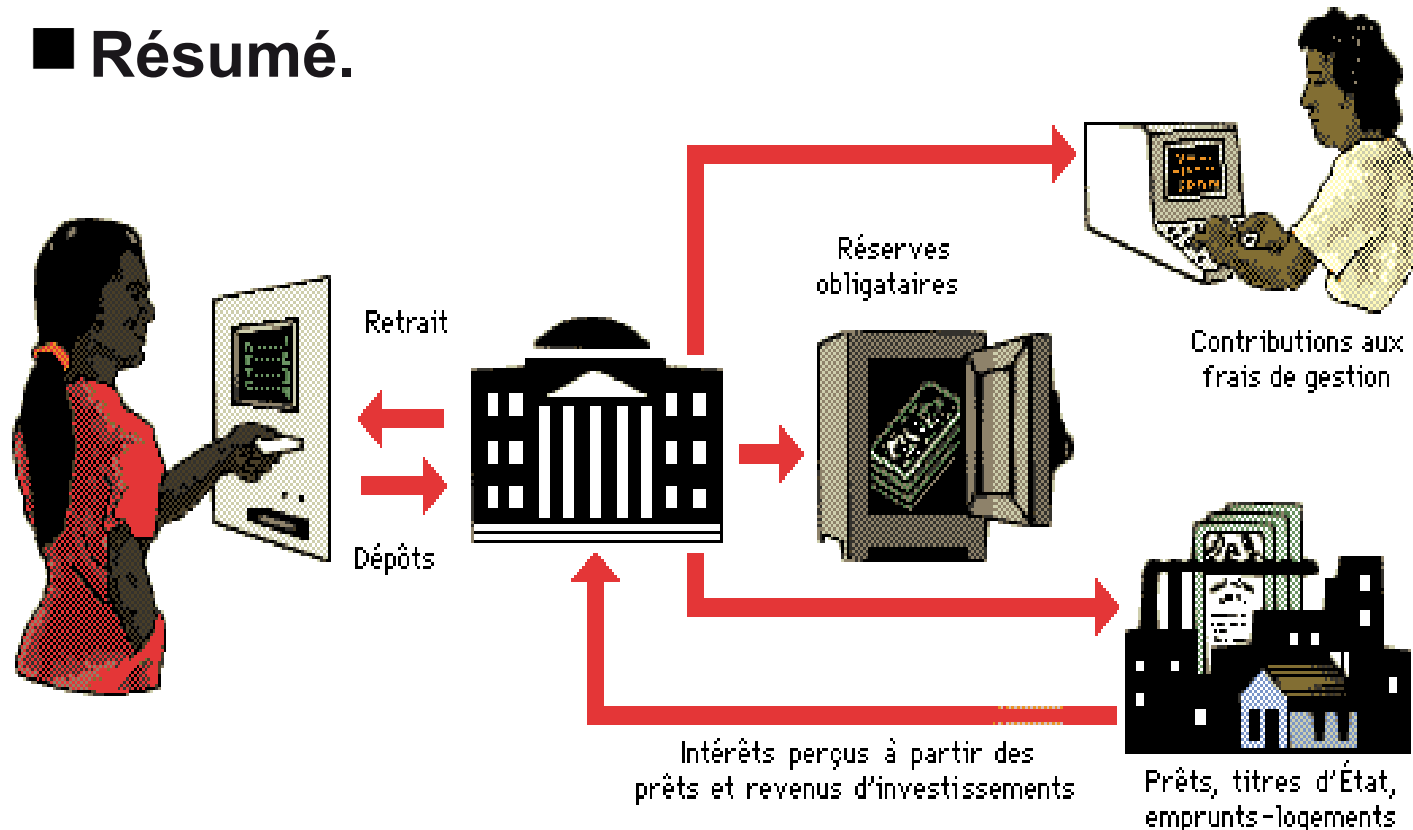 ■ Résumé.
Retrait
Dépôts
Réserves
obligataires
Contributions aux
frais de gestion
Intérêts perçus à partir des
prêts et revenus d'investissements
Prêts, titres d'État,
emprunts-logements